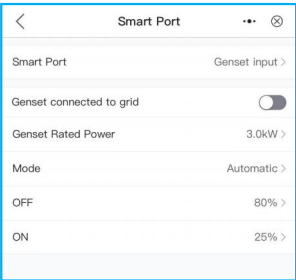 Smart Port
Smart Port Genset input >
Genset connected to grid
Genset Rated Power 3.0kW >
Mode Automatic >
OFF 80% >
ON 25% >